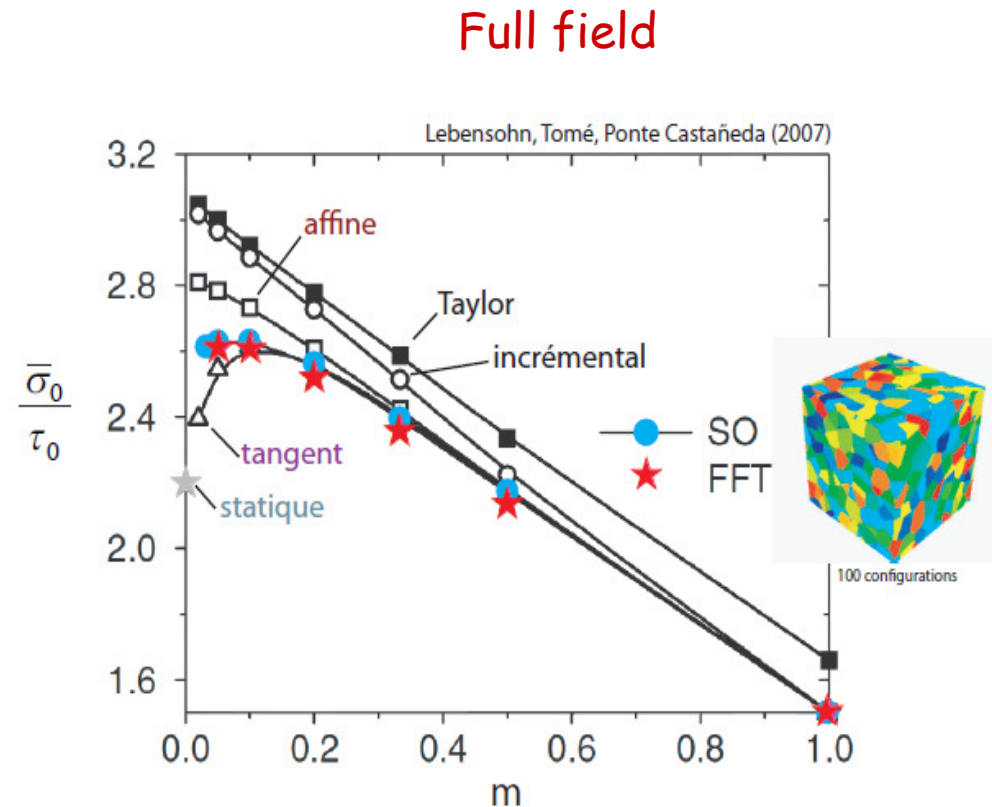 Full field
Lebensohn, Tomé, Ponte Castañeda (2007)
3.2
2.8
2.4
2.0
1.6
σ̅₀
τ₀
affine
Taylor
incrémental
tangent
statique
SO
FFT
100 configurations
0.0 0.2 0.4 0.6 0.8 1.0
m